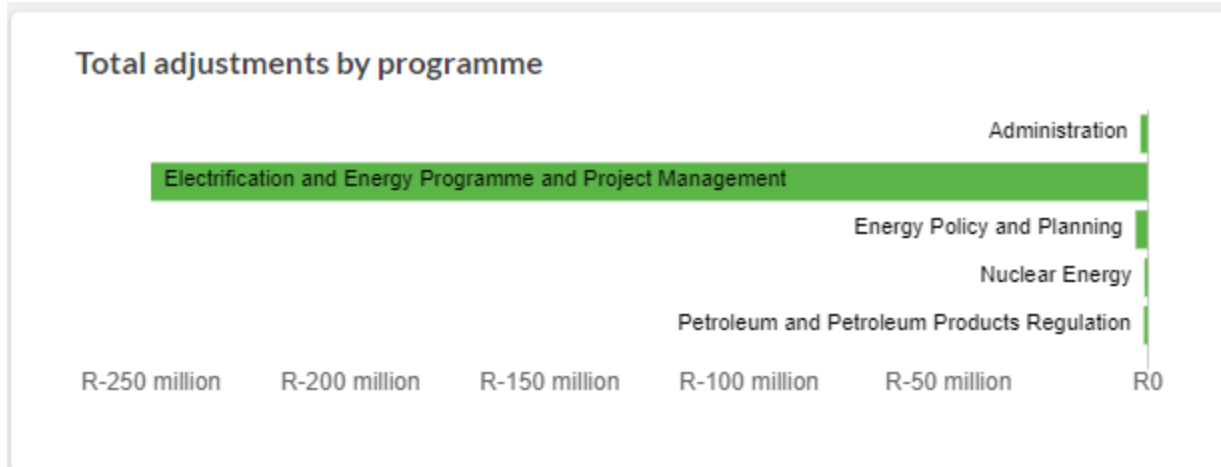 Total adjustments by programme
Administration
Electrification and Energy Programme and Project Management
Energy Policy and Planning
Nuclear Energy
Petroleum and Petroleum Products Regulation
R-250 million R-200 million R-150 million R-100 million R-50 million R0